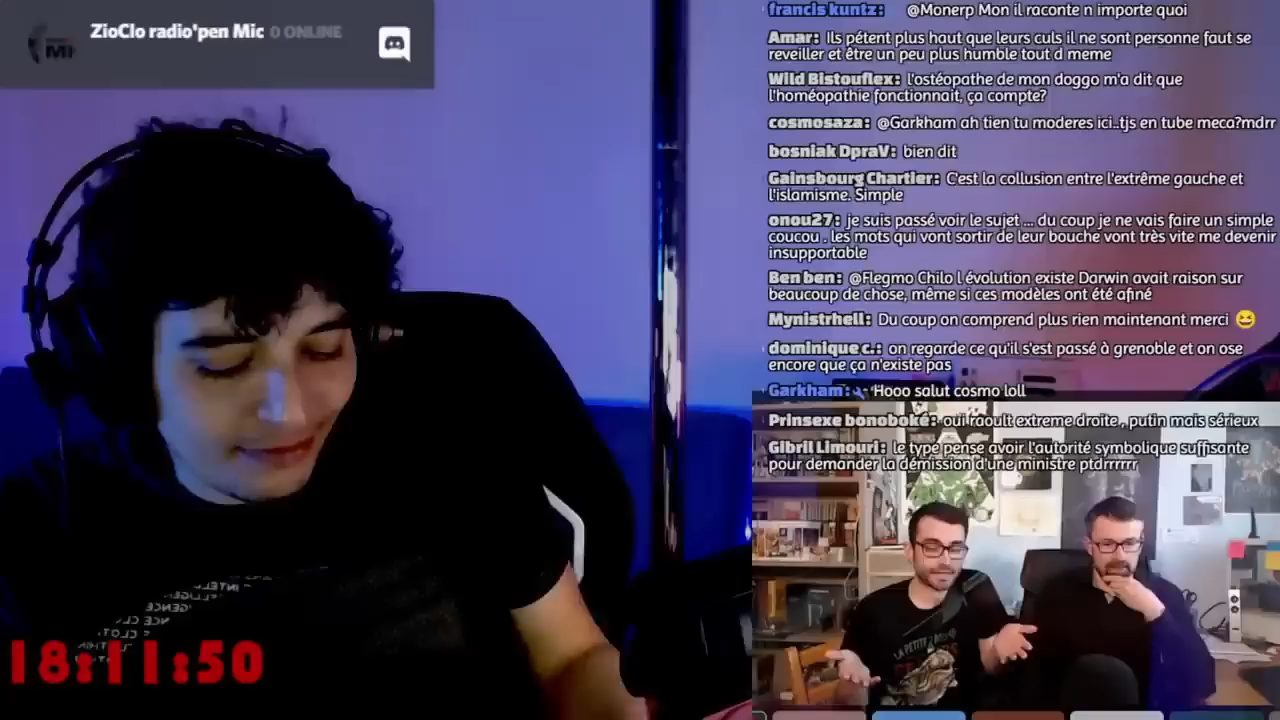 ZioClo radio'pen Mic 0 ONLINE
MI
francis kuntz: @Monerp Mon il raconte n importe quoi
Amar: Ils pétent plus haut que leurs culs il ne sont personne faut se
reveiller et être un peu plus humble tout d meme
Wild Bistouflex: l'ostéopathe de mon doggo m'a dit que
l'homéopathie fonctionnait, ça compte?
cosmosaza: @Garkham ah tien tu moderes ici..tjs en tube meca?mdrr
bosniak DpraV: bien dit
Gainsbourg Chartier: C'est la collusion entre l'extrême gauche et
l'islamisme. Simple
onou27: je suis passé voir le sujet ... du coup je ne vais faire un simple
coucou . les mots qui vont sortir de leur bouche vont très vite me devenir
insupportable
Ben ben: @Flegmo Chilo l évolution existe Darwin avait raison sur
beaucoup de chose, même si ces modèles ont été afiné
Mynistrhell: Du coup on comprend plus rien maintenant merci 😆
dominique c.: on regarde ce qu'il s'est passé à grenoble et on ose
encore que ça n'existe pas
Garkham: Hooo salut cosmo loll
Prinsexe bonoboké: oui raoult extreme droite , putin mais sérieux
Gibril Limouri: le type pense avoir l'autorité symbolique suffisante
pour demander la démission d'une ministre ptdrrrrrr
LA PETITE
18:11:50